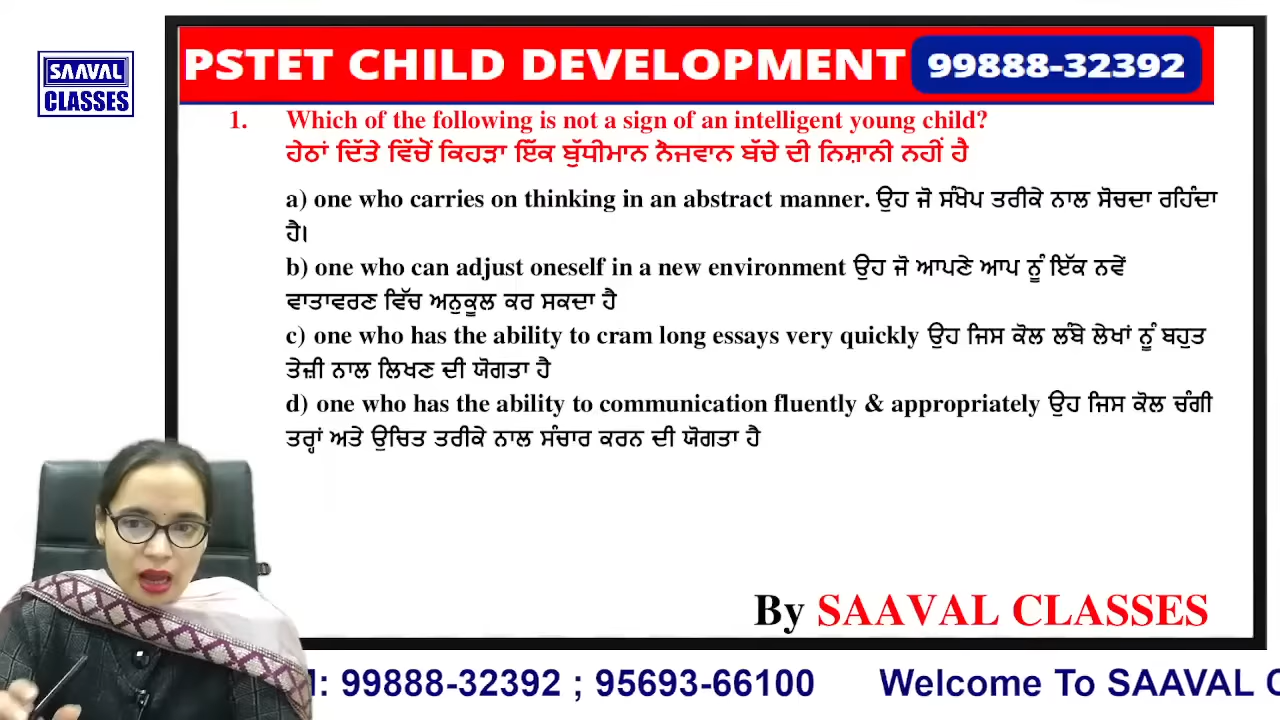 SAAVAL
CLASSES
PSTET CHILD DEVELOPMENT
99888-32392
1. Which of the following is not a sign of an intelligent young child?
ਹੇਠਾਂ ਦਿੱਤੇ ਵਿੱਚੋਂ ਕਿਹੜਾ ਇੱਕ ਬੁੱਧੀਮਾਨ ਨੌਜਵਾਨ ਬੱਚੇ ਦੀ ਨਿਸ਼ਾਨੀ ਨਹੀਂ ਹੈ
a) one who carries on thinking in an abstract manner. ਉਹ ਜੋ ਸੰਖੇਪ ਤਰੀਕੇ ਨਾਲ ਸੋਚਦਾ ਰਹਿੰਦਾ
ਹੈ।
b) one who can adjust oneself in a new environment ਉਹ ਜੋ ਆਪਣੇ ਆਪ ਨੂੰ ਇੱਕ ਨਵੇਂ
ਵਾਤਾਵਰਣ ਵਿੱਚ ਅਨੁਕੂਲ ਕਰ ਸਕਦਾ ਹੈ
c) one who has the ability to cram long essays very quickly ਉਹ ਜਿਸ ਕੋਲ ਲੰਬੇ ਲੇਖਾਂ ਨੂੰ ਬਹੁਤ
ਤੇਜ਼ੀ ਨਾਲ ਲਿਖਣ ਦੀ ਯੋਗਤਾ ਹੈ
d) one who has the ability to communication fluently & appropriately ਉਹ ਜਿਸ ਕੋਲ ਚੰਗੀ
ਤਰ੍ਹਾਂ ਅਤੇ ਉਚਿਤ ਤਰੀਕੇ ਨਾਲ ਸੰਚਾਰ ਕਰਨ ਦੀ ਯੋਗਤਾ ਹੈ
By SAAVAL CLASSES
: 99888-32392 ; 95693-66100 Welcome To SAAVAL